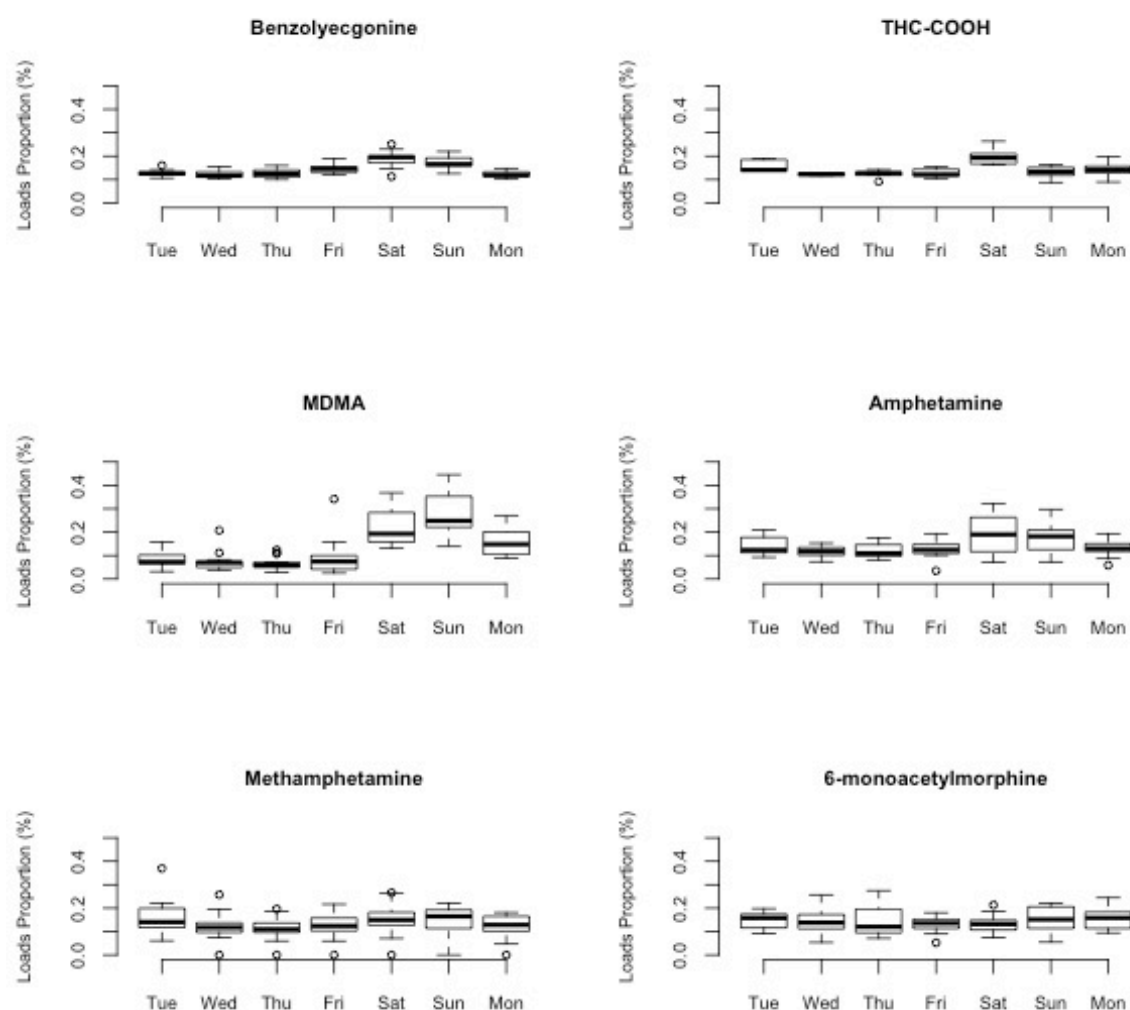 Benzolyecgonine
Loads Proportion (%)
0.0 0.2 0.4
Tue Wed Thu Fri Sat Sun Mon
THC-COOH
Loads Proportion (%)
0.0 0.2 0.4
Tue Wed Thu Fri Sat Sun Mon
MDMA
Loads Proportion (%)
0.0 0.2 0.4
Tue Wed Thu Fri Sat Sun Mon
Amphetamine
Loads Proportion (%)
0.0 0.2 0.4
Tue Wed Thu Fri Sat Sun Mon
Methamphetamine
Loads Proportion (%)
0.0 0.2 0.4
Tue Wed Thu Fri Sat Sun Mon
6-monoacetylmorphine
Loads Proportion (%)
0.0 0.2 0.4
Tue Wed Thu Fri Sat Sun Mon